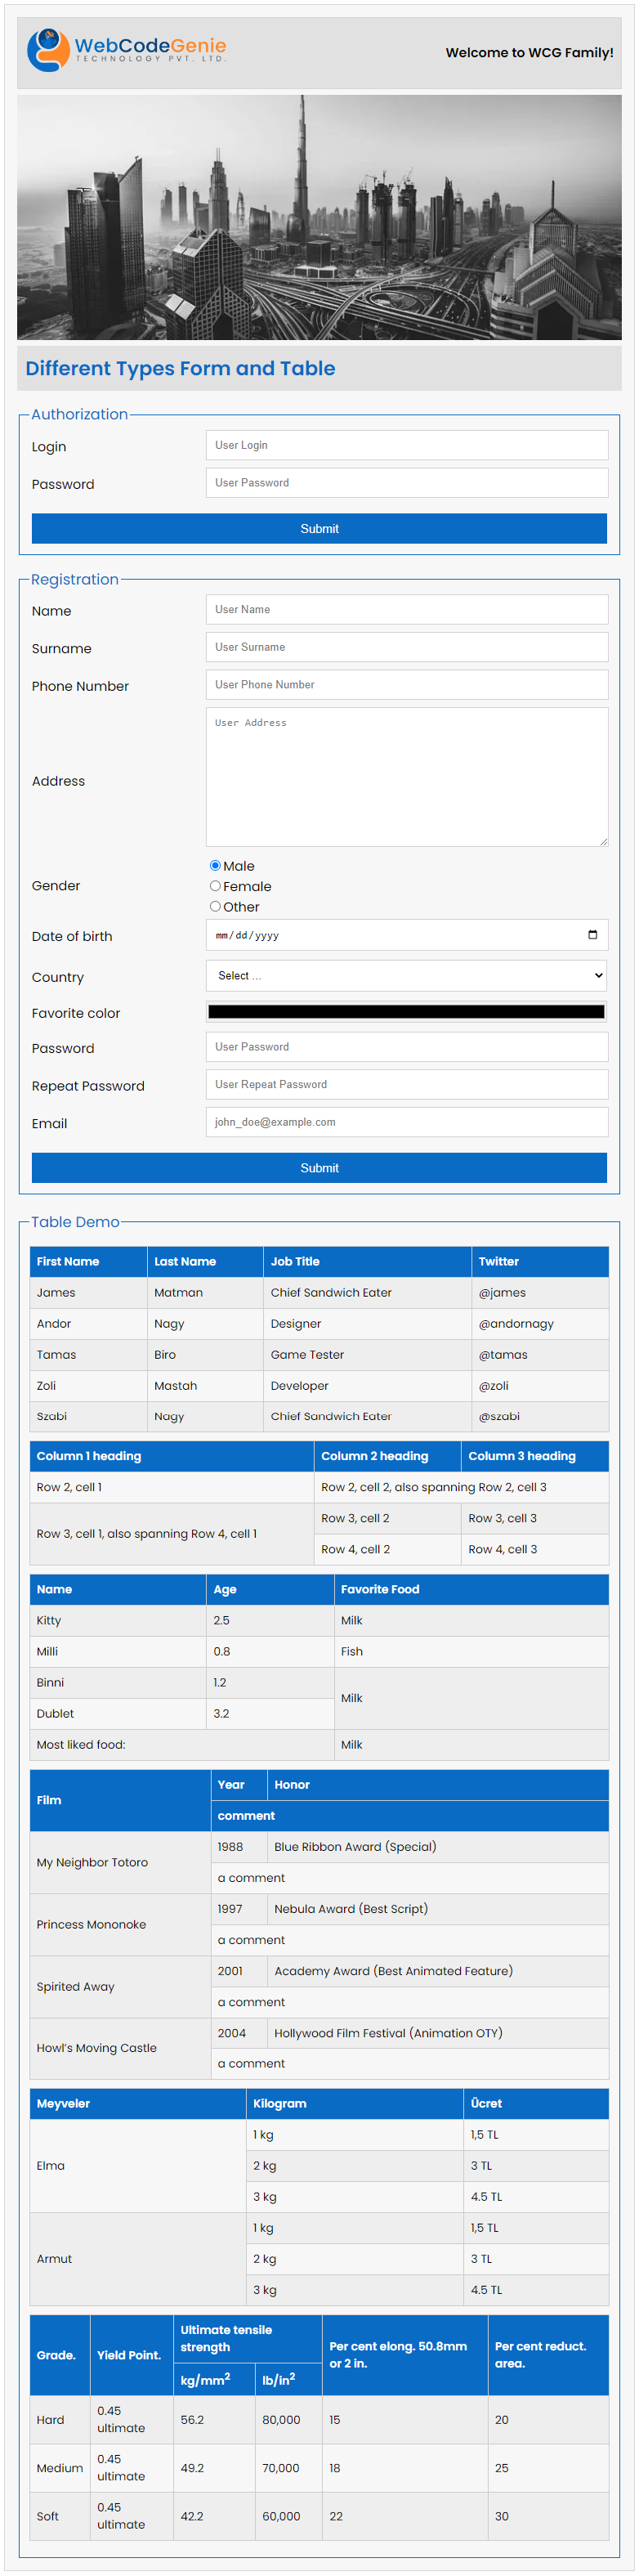 WebCodeGenie
TECHNOLOGY PVT. LTD.
Welcome to WCG Family!
Different Types Form and Table
Authorization
Login User Login
Password User Password
Submit
Registration
Name User Name
Surname User Surname
Phone Number User Phone Number
Address User Address
Gender Male
Female
Other
Date of birth mm/dd/yyyy
Country Select ...
Favorite color
Password User Password
Repeat Password User Repeat Password
Email john_doe@example.com
Submit
Table Demo
First Name Last Name Job Title Twitter
James Matman Chief Sandwich Eater @james
Andor Nagy Designer @andornagy
Tamas Biro Game Tester @tamas
Zoli Mastah Developer @zoli
Szabi Nagy Chief Sandwich Eater @szabi
Column 1 heading Column 2 heading Column 3 heading
Row 2, cell 1 Row 2, cell 2, also spanning Row 2, cell 3
Row 3, cell 1, also spanning Row 4, cell 1 Row 3, cell 2 Row 3, cell 3
Row 4, cell 2 Row 4, cell 3
Name Age Favorite Food
Kitty 2.5 Milk
Milli 0.8 Fish
Binni 1.2 Milk
Dublet 3.2
Most liked food: Milk
Film Year Honor
comment
My Neighbor Totoro 1988 Blue Ribbon Award (Special)
a comment
Princess Mononoke 1997 Nebula Award (Best Script)
a comment
Spirited Away 2001 Academy Award (Best Animated Feature)
a comment
Howl's Moving Castle 2004 Hollywood Film Festival (Animation OTY)
a comment
Meyveler Kilogram Ücret
Elma 1 kg 1,5 TL
2 kg 3 TL
3 kg 4.5 TL
Armut 1 kg 1,5 TL
2 kg 3 TL
3 kg 4.5 TL
Grade. Yield Point. Ultimate tensile strength Per cent elong. 50.8mm or 2 in. Per cent reduct. area.
kg/mm² lb/in²
Hard 0.45 ultimate 56.2 80,000 15 20
Medium 0.45 ultimate 49.2 70,000 18 25
Soft 0.45 ultimate 42.2 60,000 22 30